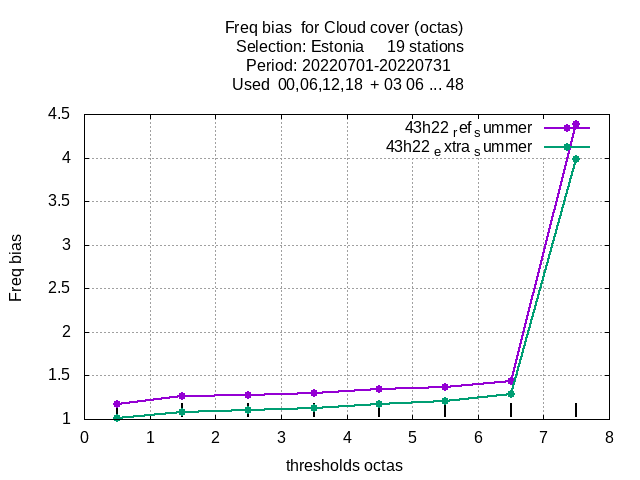 Freq bias for Cloud cover (octas)
Selection: Estonia 19 stations
Period: 20220701-20220731
Used 00,06,12,18 + 03 06 ... 48
43h22 ref summer
43h22 extra summer
4.5
4
3.5
3
2.5
2
1.5
1
Freq bias
0 1 2 3 4 5 6 7 8
thresholds octas